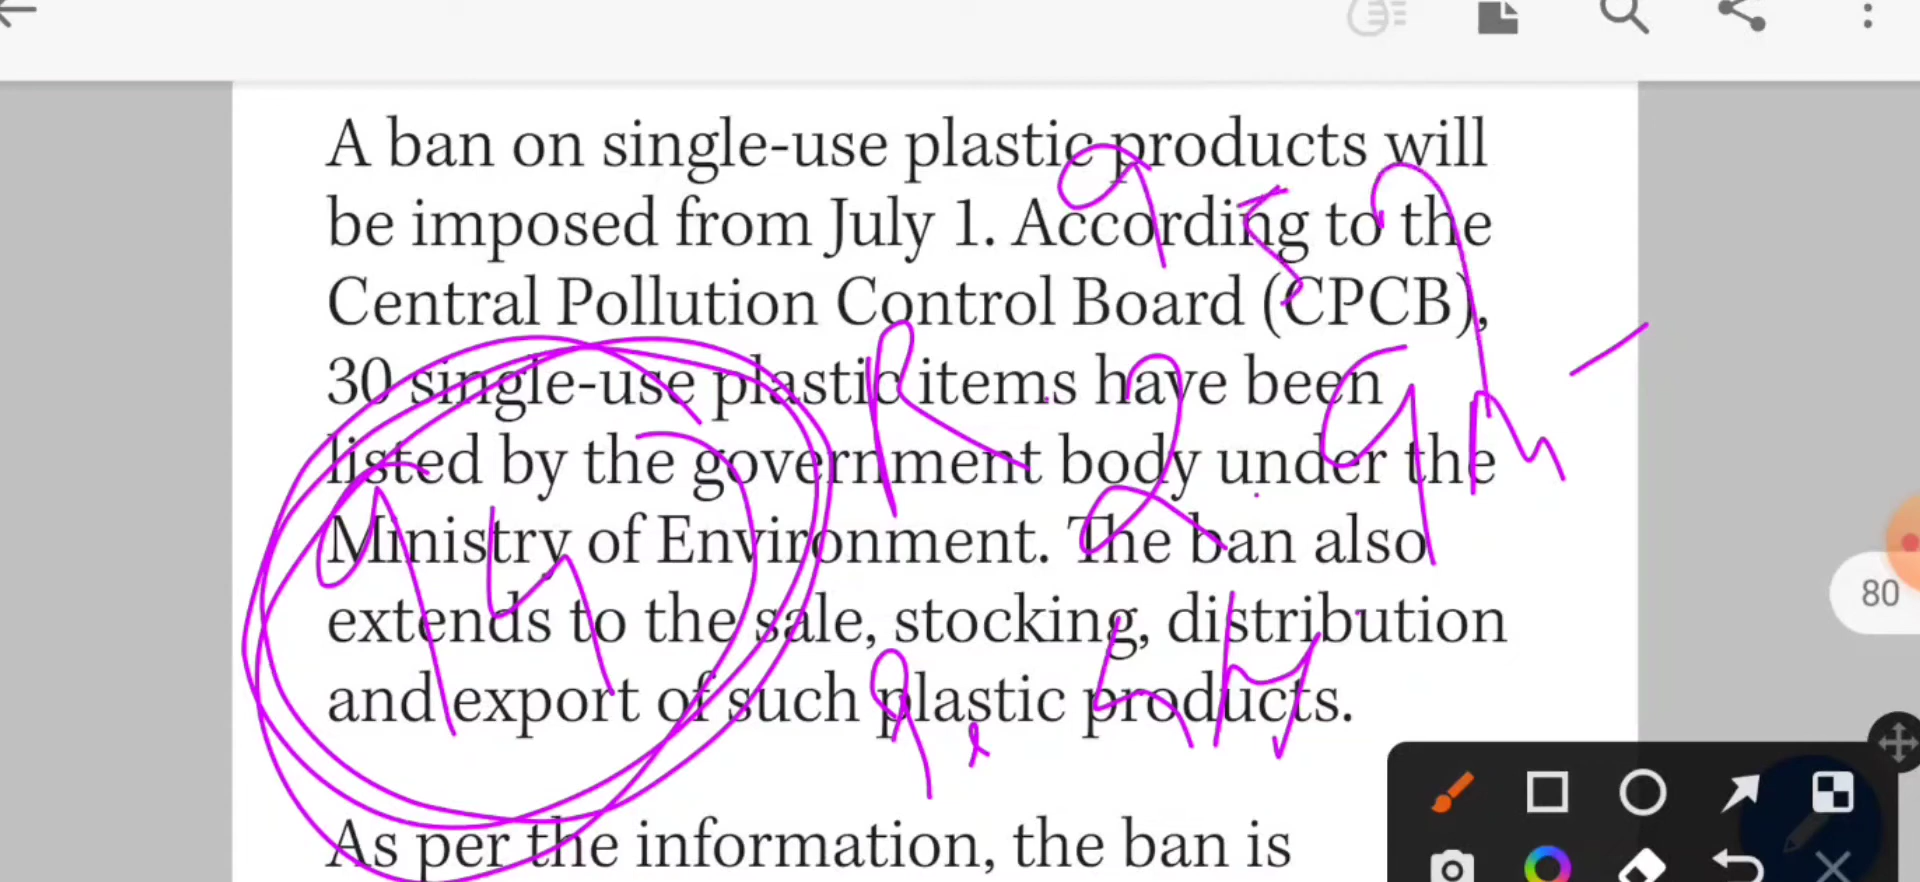 A ban on single-use plastic products will
be imposed from July 1. According to the
Central Pollution Control Board (CPCB),
30 single-use plastic items have been
listed by the government body under the
Ministry of Environment. The ban also
extends to the sale, stocking, distribution
and export of such plastic products.
80
As per the information, the ban is